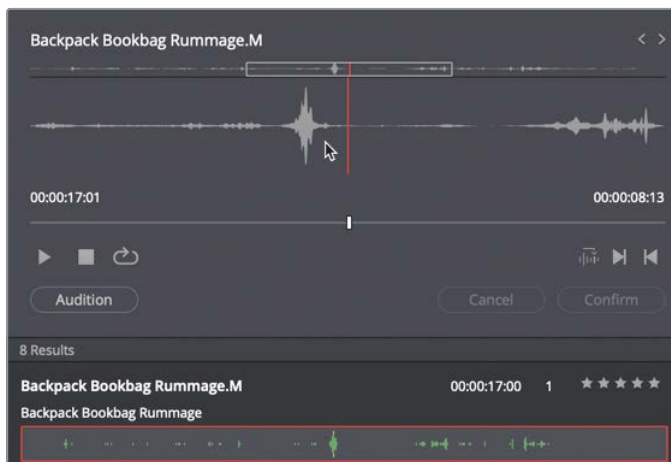 Backpack Bookbag Rummage.M
00:00:17:01 00:00:08:13
Audition Cancel Confirm
8 Results
Backpack Bookbag Rummage.M 00:00:17:00 1
Backpack Bookbag Rummage